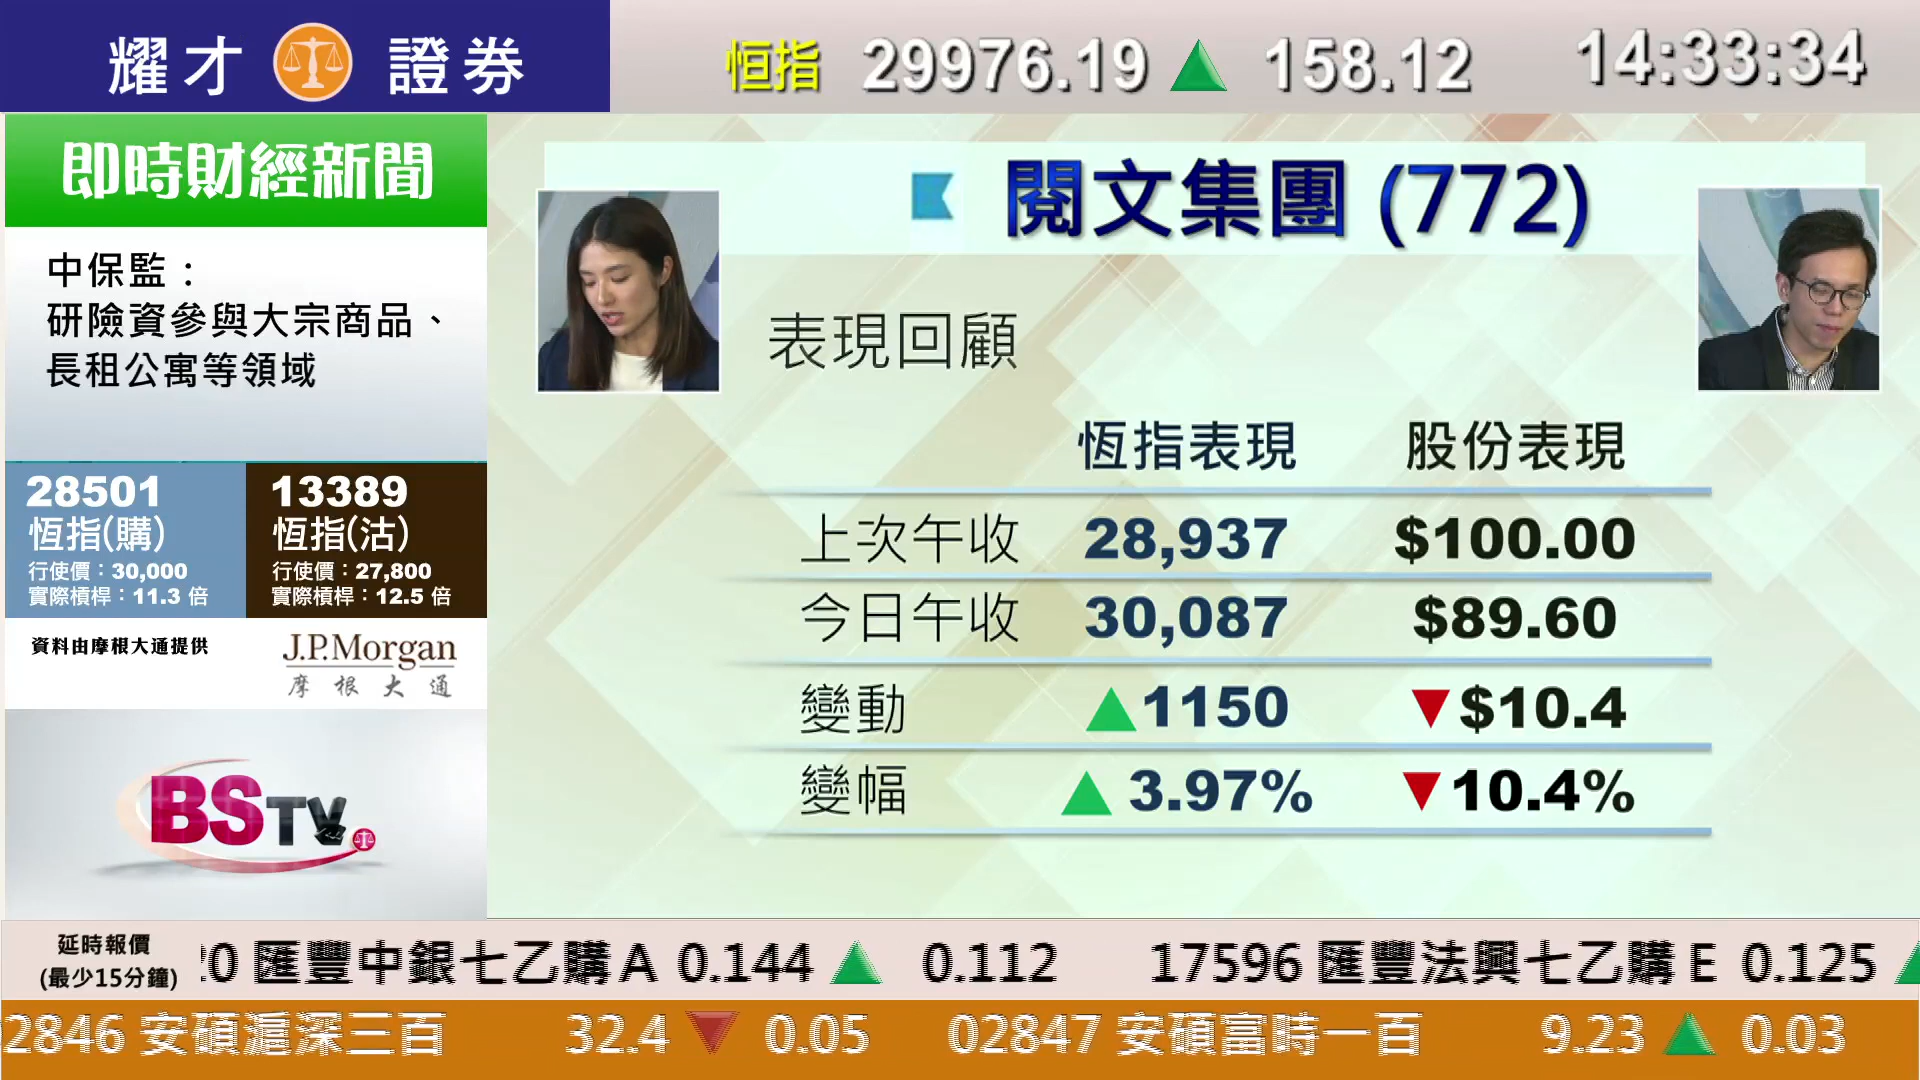 耀才證券
恒指 29976.19 ▲ 158.12 14:33:34
即時財經新聞
中保監：
研險資參與大宗商品、
長租公寓等領域
28501
恆指(購)
行使價：30,000
實際槓桿：11.3 倍
13389
恆指(沽)
行使價：27,800
實際槓桿：12.5 倍
資料由摩根大通提供
J.P.Morgan
摩根大通
BSTV
閱文集團 (772)
表現回顧
恆指表現 股份表現
上次午收 28,937 $100.00
今日午收 30,087 $89.60
變動 ▲1150 ▼$10.4
變幅 ▲ 3.97% ▼10.4%
延時報價
(最少15分鐘)
20 匯豐中銀七乙購A 0.144 ▲ 0.112 17596 匯豐法興七乙購E 0.125 ▲
2846 安碩滬深三百 32.4 ▼ 0.05 02847 安碩富時一百 9.23 ▲ 0.03